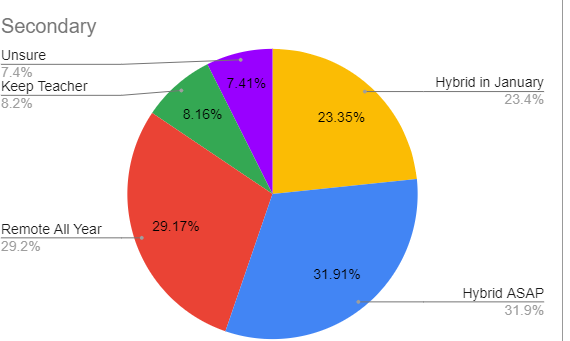 Secondary
Unsure
7.4%
Keep Teacher
8.2%
7.41%
8.16%
Hybrid in January
23.4%
23.35%
Remote All Year
29.2%
29.17%
31.91%
Hybrid ASAP
31.9%